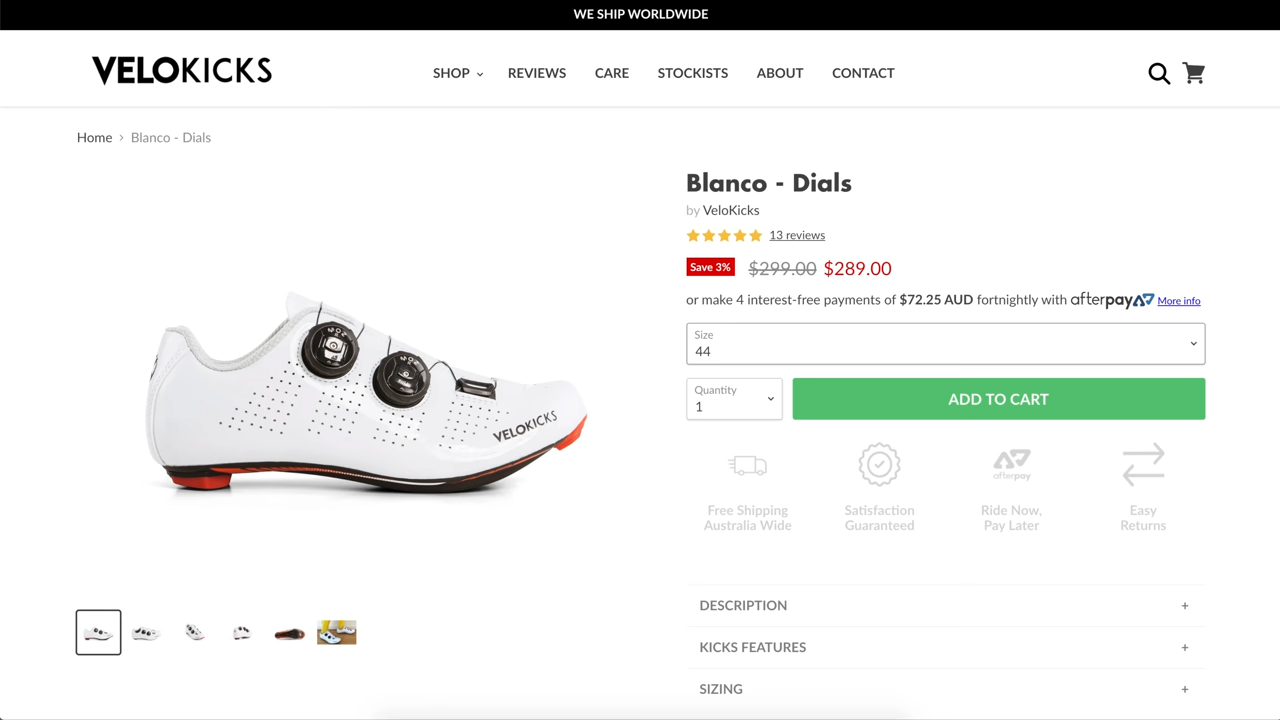 WE SHIP WORLDWIDE
VELOKICKS
SHOP
REVIEWS
CARE
STOCKISTS
ABOUT
CONTACT
Home > Blanco - Dials
Blanco - Dials
by VeloKicks
13 reviews
Save 3% $299.00 $289.00
or make 4 interest-free payments of $72.25 AUD fortnightly with afterpay More info
Size
44
Quantity
1
ADD TO CART
VELOKICKS
afterpay
Free Shipping
Australia Wide
Satisfaction
Guaranteed
Ride Now,
Pay Later
Easy
Returns
DESCRIPTION +
KICKS FEATURES +
SIZING +